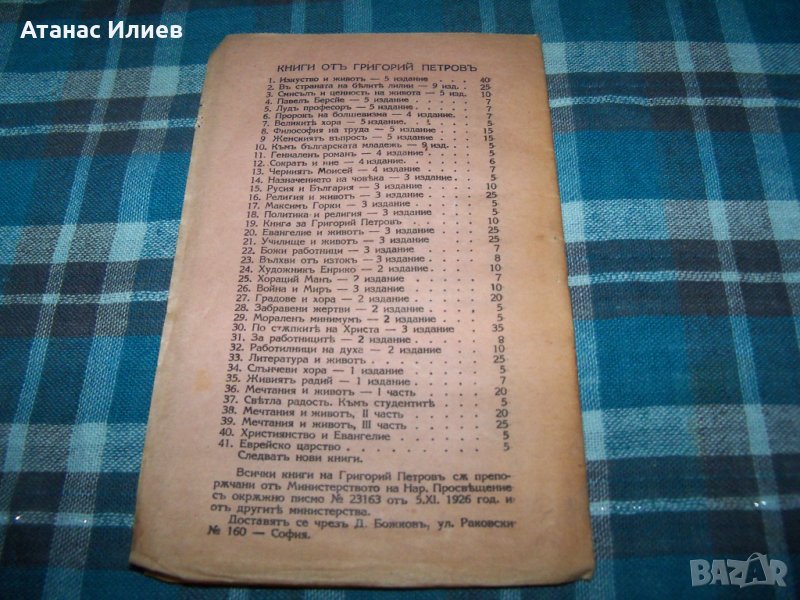 Атанас Илиев
КНИГИ ОТЪ ГРИГОРИЙ ПЕТРОВЪ
1. Изкуство и животъ — 5 издание . . . 40
2. Въ страната на бѣлитѣ лилии — 9 изд. . 25
3. Смисълъ и ценность на живота — 5 изд. 10
4. Павелъ Берсйе — 5 издание . . . . 7
5. Лудъ професоръ — 5 издание . . . . 7
6. Пророкъ на болшевизма — 4 издание. . 7
7. Великитѣ хора — 5 издание . . . . 5
8. Философия на труда — 5 издание . . . 15
9 Женскиятъ въпросъ — 5 издание . . . 15
10. Къмъ българската младежь — 9 изд. . . 5
11. Гениаленъ романъ — 4 издание . . . . 5
12. Сократъ и ние — 4 издание. . . . . 6
13. Черниятъ Моисей — 4 издание . . . . 7
14. Назначението на човѣка — 3 издание . . 5
15. Русия и България — 3 издание . . . . 10
16. Религия и животъ — 3 издание . . . . 25
17. Максимъ Горки — 3 издание . . . . . 5
18. Политика и религия — 3 издание . . . 5
19. Книга за Григорий Петровъ . . . . . 10
20. Евангелие и животъ — 3 издание . . . 25
21. Училище и животъ — 3 издание . . . . 25
22. Божи работници — 3 издание . . . . 7
23. Вълхви отъ изтокъ — 3 издание . . . . 8
24. Художникъ Енрико — 2 издание . . . . 10
25. Хораций Манъ — 2 издание . . . . . 7
26. Война и Миръ — 3 издание . . . . . 10
27. Градове и хора — 2 издание . . . . . 20
28. Забравени жертви — 2 издание . . . . 5
29. Мораленъ минимумъ — 2 издание . . . 5
30. По стѫпкитѣ на Христа — 3 издание . . 35
31. За работницитѣ — 2 издание . . . . . 8
32. Работилници на духа — 2 издание . . . 10
33. Литература и животъ . . . . . . . 25
34. Слънчеви хора — 1 издание . . . . . 5
35. Живиятъ радий — 1 издание . . . . . 7
36. Мечтания и животъ — I часть . . . . 20
37. Свѣтла радость. Къмъ студентитѣ . . . 5
38. Мечтания и животъ, II часть . . . . . 20
39. Мечтания и животъ, III часть . . . . . 25
40. Християнство и Евангелие . . . . . . 5
41. Еврейско царство . . . . . . . . 5
Следватъ нови книги.
Всички книги на Григорий Петровъ сѫ препо-
рѫчани отъ Министерството на Нар. Просвѣщение
съ окрѫжно писмо № 23163 отъ 5.XI. 1926 год. и
отъ другитѣ министерства.
Доставятъ се чрезъ Д. Божковъ, ул. Раковски
№ 160 — София.
BAZAR